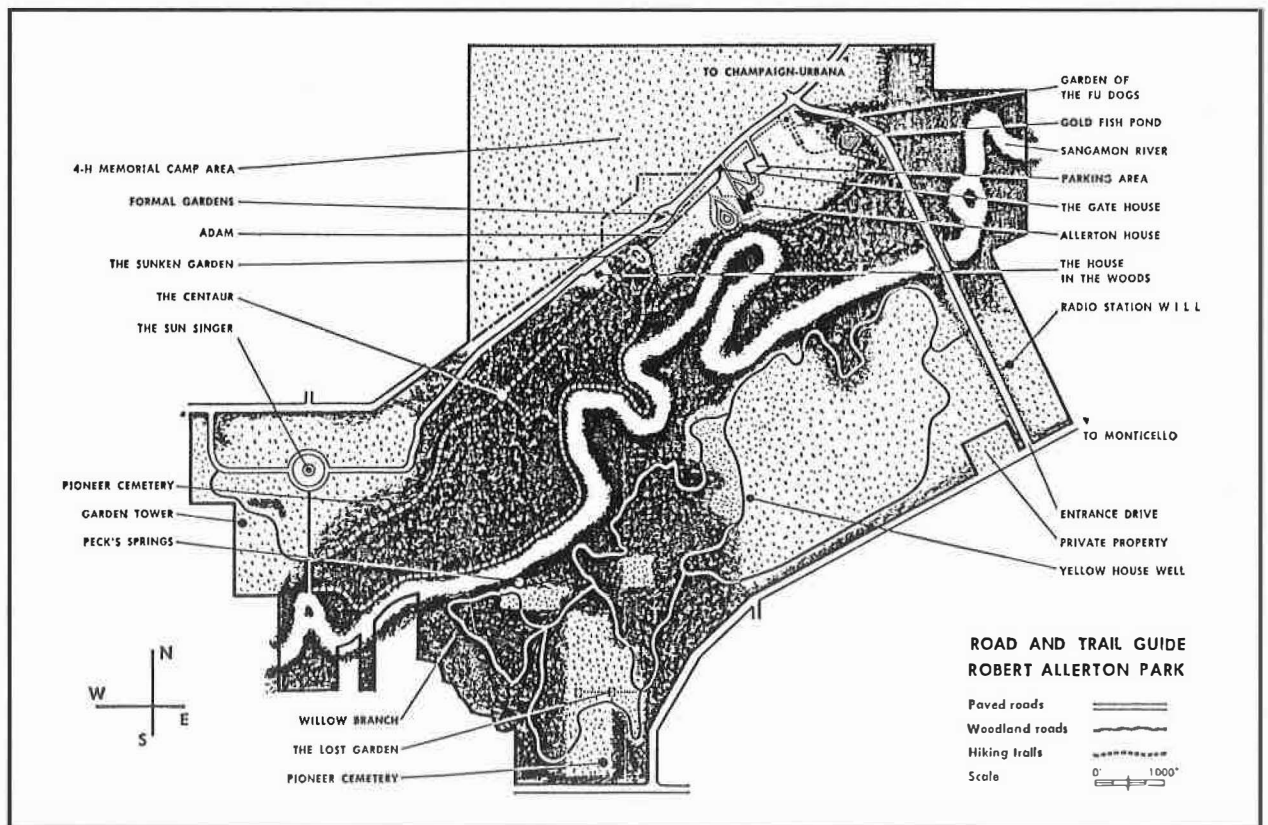 TO CHAMPAIGN-URBANA
4-H MEMORIAL CAMP AREA
FORMAL GARDENS
ADAM
THE SUNKEN GARDEN
THE CENTAUR
THE SUN SINGER
PIONEER CEMETERY
GARDEN TOWER
PECK'S SPRINGS
WILLOW BRANCH
THE LOST GARDEN
PIONEER CEMETERY
GARDEN OF
THE FU DOGS
GOLD FISH POND
SANGAMON RIVER
PARKING AREA
THE GATE HOUSE
ALLERTON HOUSE
THE HOUSE
IN THE WOODS
RADIO STATION W I L L
TO MONTICELLO
ENTRANCE DRIVE
PRIVATE PROPERTY
YELLOW HOUSE WELL
N
W
E
S
ROAD AND TRAIL GUIDE
ROBERT ALLERTON PARK
Paved roads
Woodland roads
Hiking trails
Scale
0' 1000'